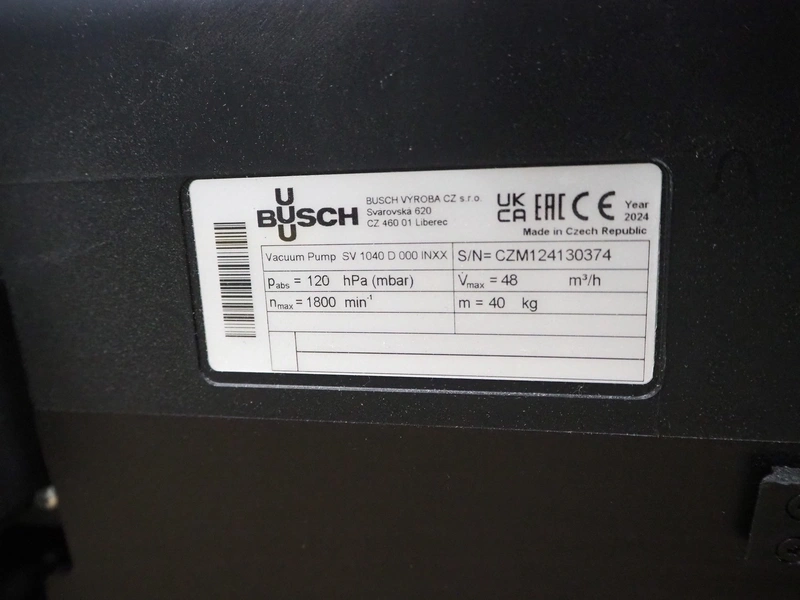 BUSCH
BUSCH VYROBA CZ s.r.o.
Svarovska 620
CZ 460 01 Liberec
UK CA EAC CE
Year 2024
Made in Czech Republic
Vacuum Pump SV 1040 D 000 INXX S/N= CZM124130374
pabs = 120 hPa (mbar) V̇max = 48 m³/h
nmax = 1800 min⁻¹ m = 40 kg